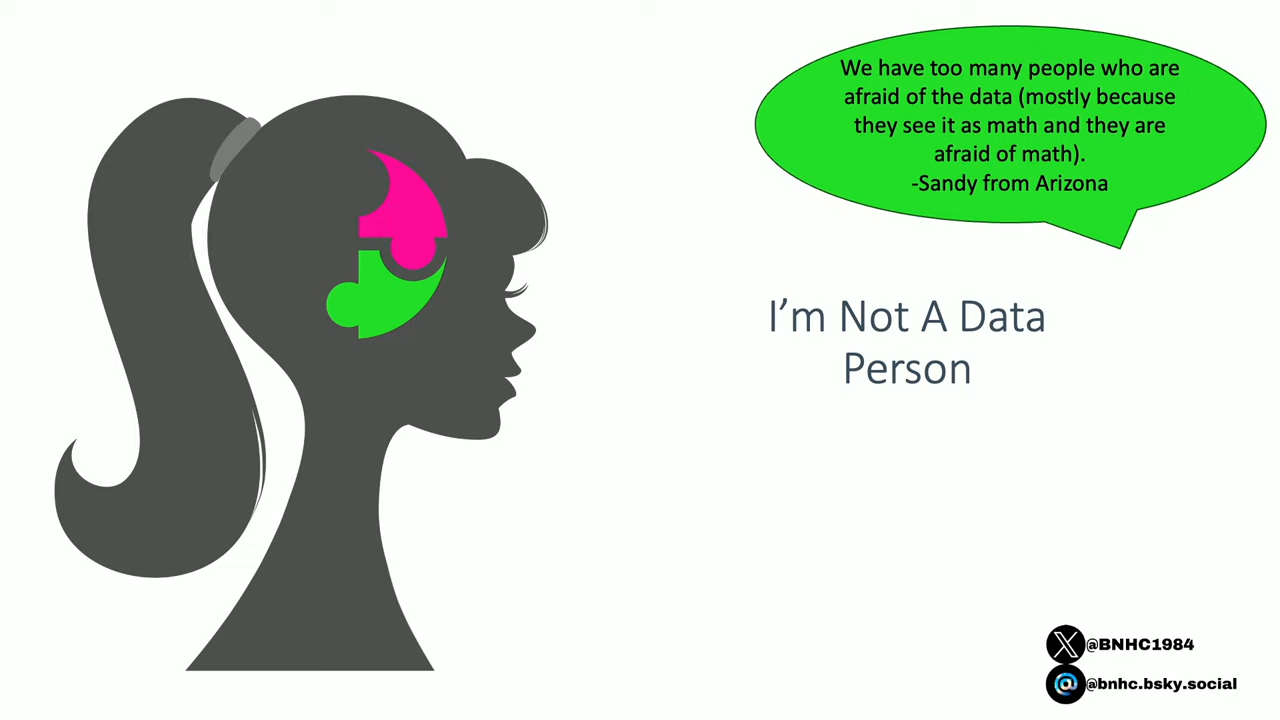 We have too many people who are
afraid of the data (mostly because
they see it as math and they are
afraid of math).
-Sandy from Arizona
I’m Not A Data
Person
@BNHC1984
@bnhc.bsky.social